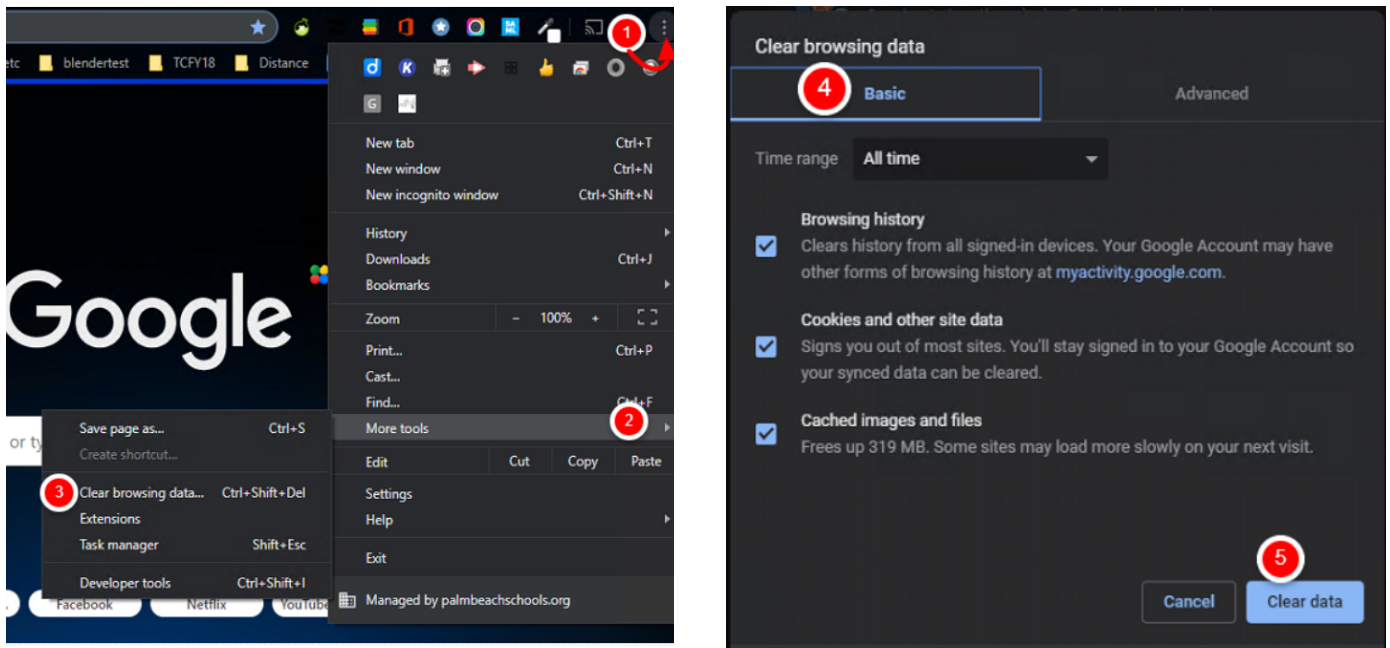 1
etc
blendertest
TCFY18
Distance
New tab Ctrl+T
New window Ctrl+N
New incognito window Ctrl+Shift+N
History
Downloads Ctrl+J
Bookmarks
Zoom - 100% +
Print... Ctrl+P
Cast...
Find... Ctrl+F
More tools 2
Edit Cut Copy Paste
Settings
Help
Exit
Managed by palmbeachschools.org
Google
or ty
Save page as... Ctrl+S
Create shortcut...
3 Clear browsing data... Ctrl+Shift+Del
Extensions
Task manager Shift+Esc
Developer tools Ctrl+Shift+I
Facebook
Netflix
YouTube
Clear browsing data
4 Basic
Advanced
Time range All time
Browsing history
Clears history from all signed-in devices. Your Google Account may have
other forms of browsing history at myactivity.google.com.
Cookies and other site data
Signs you out of most sites. You'll stay signed in to your Google Account so
your synced data can be cleared.
Cached images and files
Frees up 319 MB. Some sites may load more slowly on your next visit.
5
Cancel
Clear data